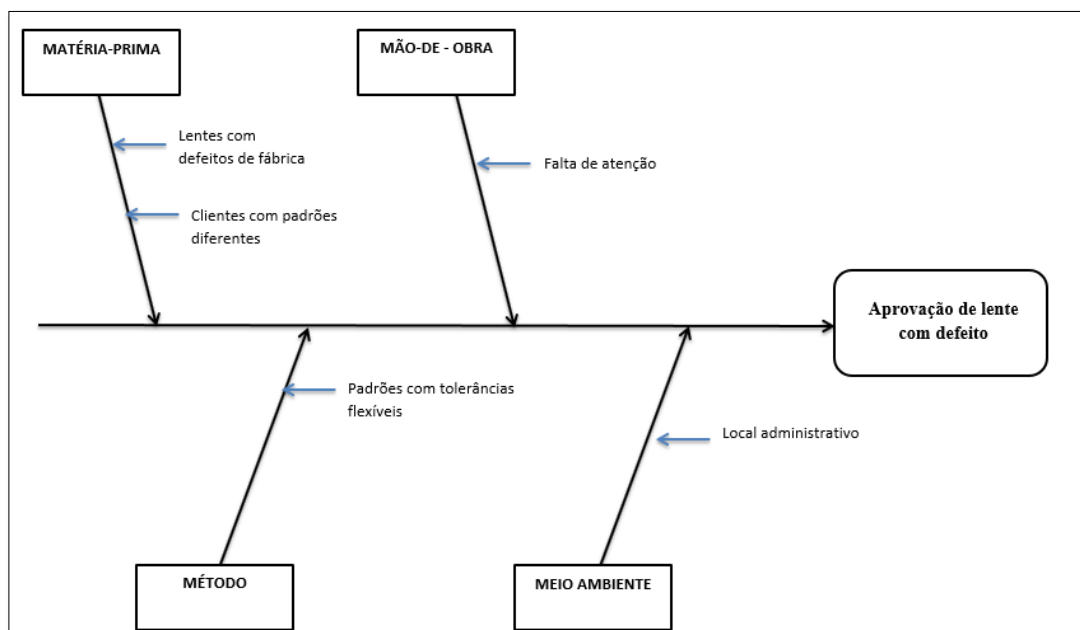 MATÉRIA-PRIMA
MÃO-DE - OBRA
Lentes com
defeitos de fábrica
Falta de atenção
Clientes com padrões
diferentes
Aprovação de lente
com defeito
Padrões com tolerâncias
flexíveis
Local administrativo
MÉTODO
MEIO AMBIENTE